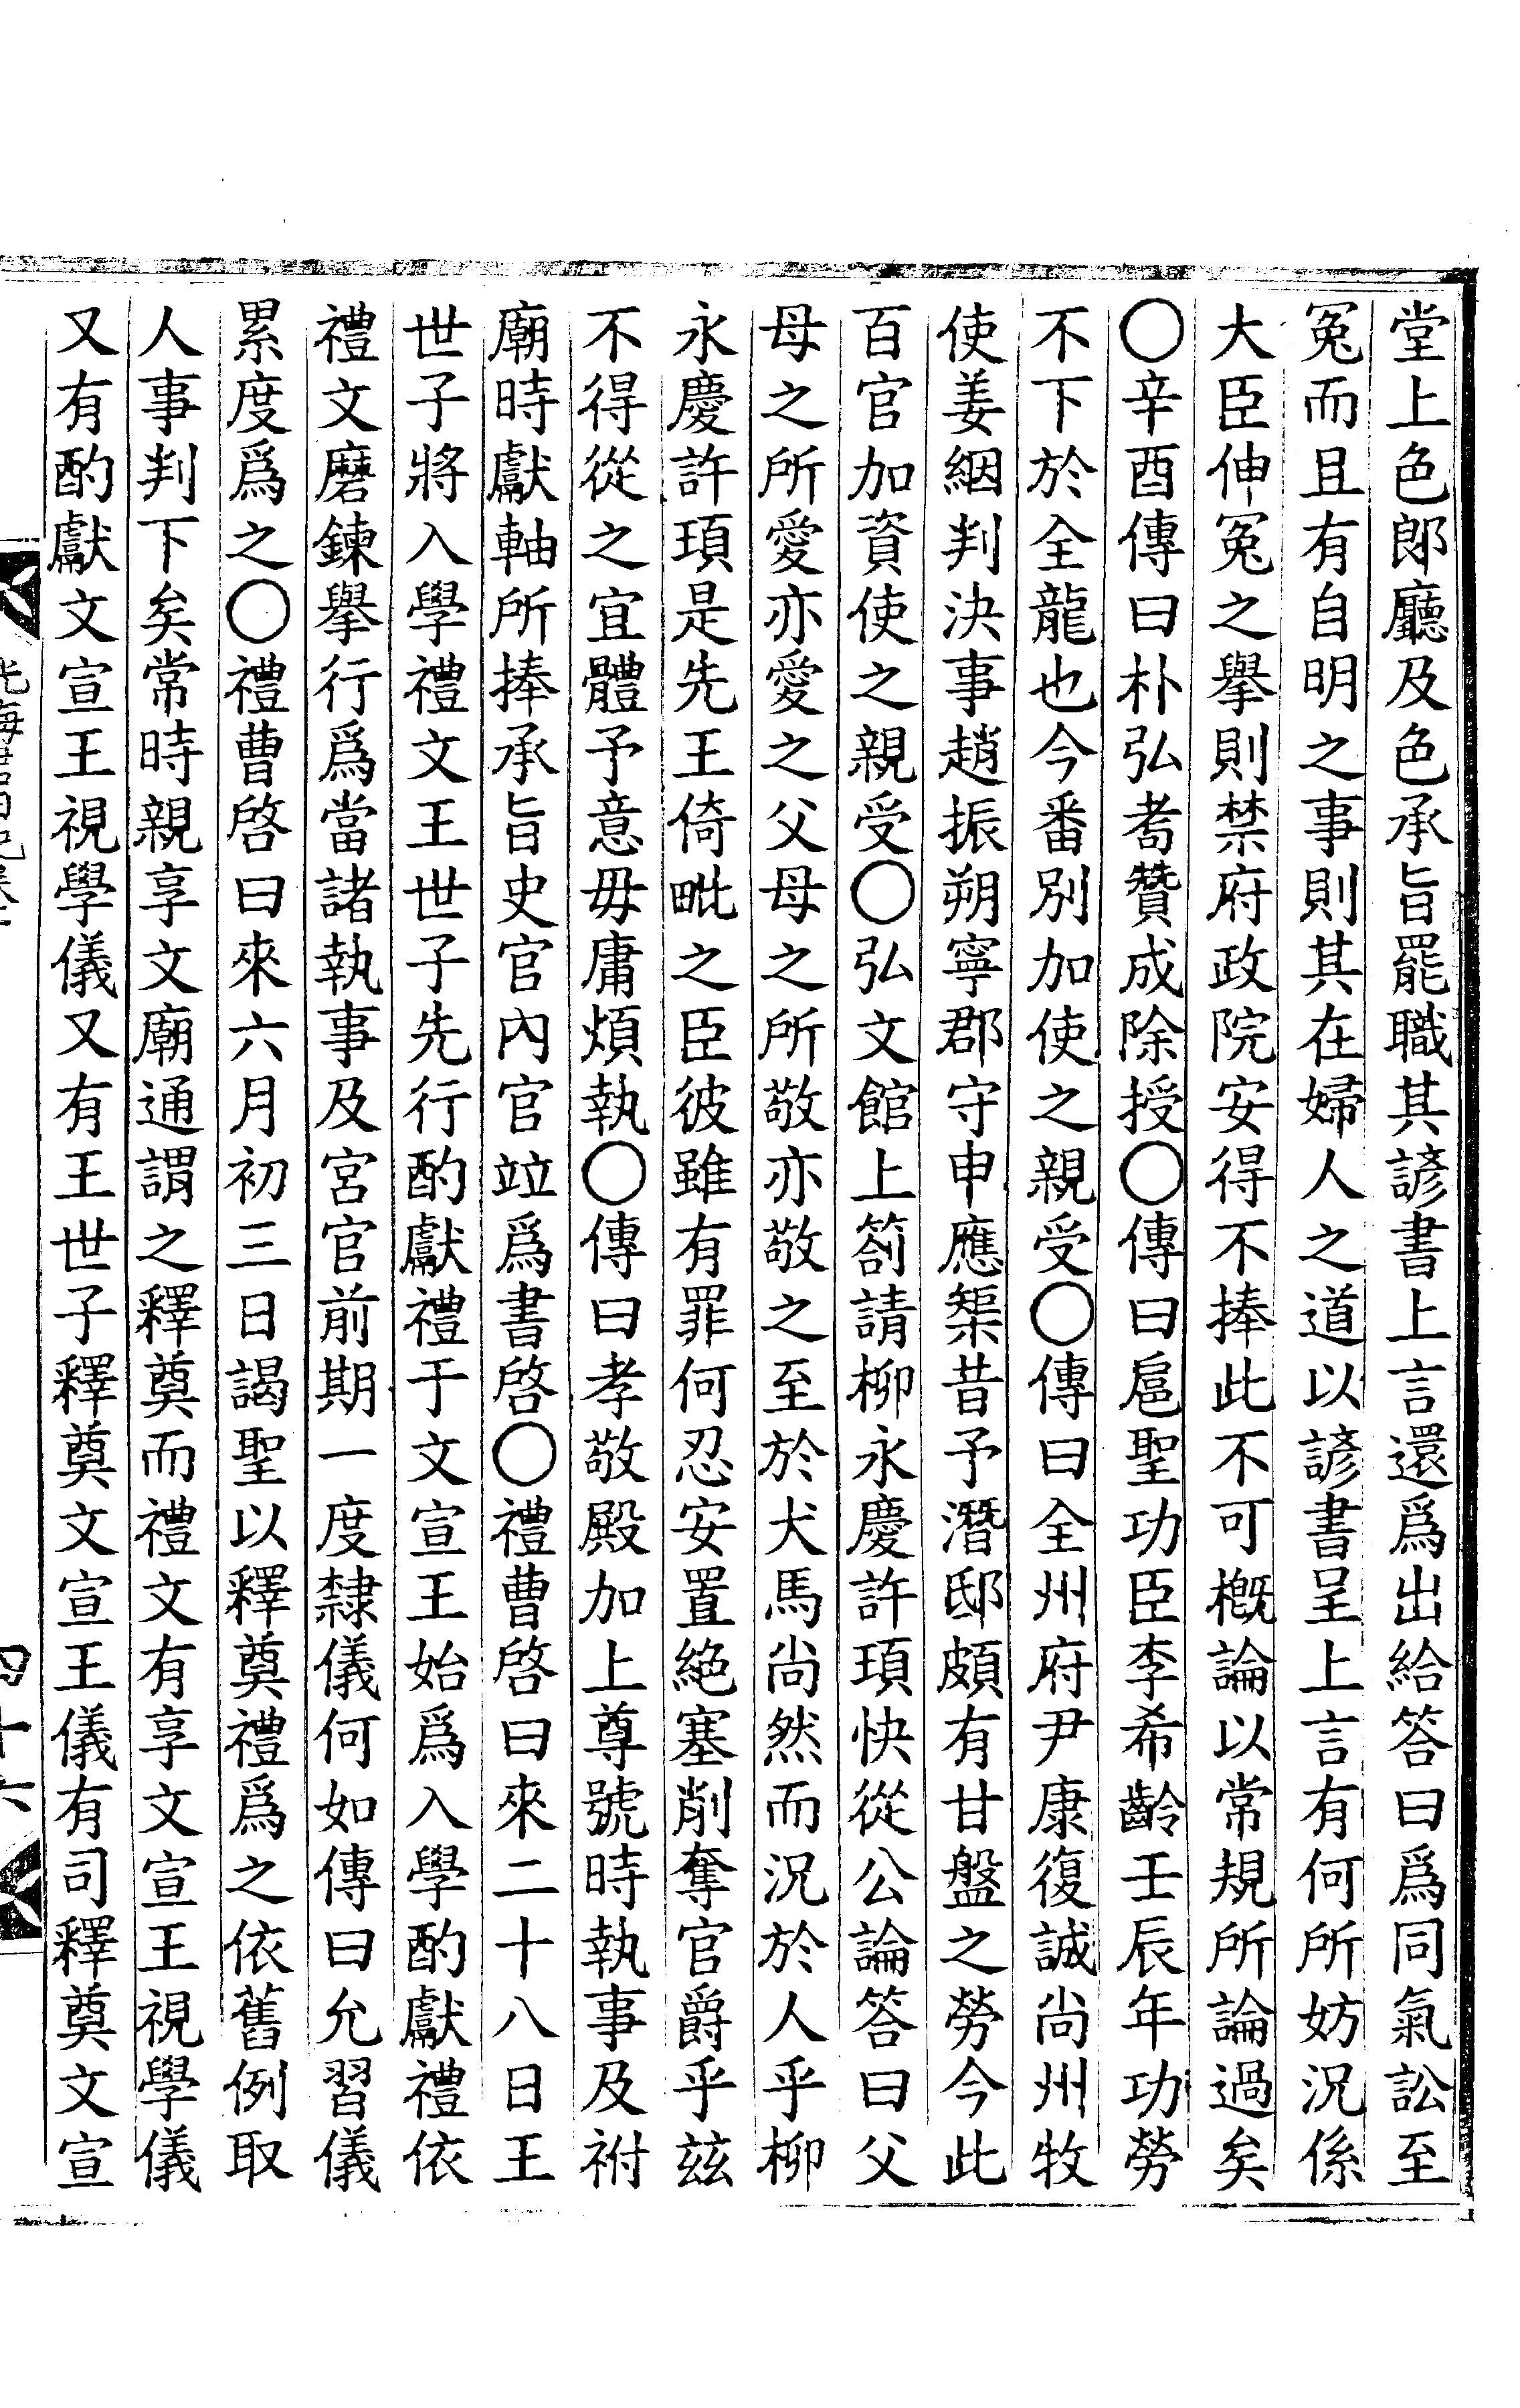 堂上色郞廳及色承旨罷職其諺書上言還爲出給答曰爲同氣訟至
冤而且有自明之事則其在婦人之道以諺書呈上言有何所妨況係
大臣伸冤之擧則禁府政院安得不捧此不可槪論以常規所論過矣
○辛酉傳曰朴弘耉贊成除授○傳曰扈聖功臣李希齡壬辰年功勞
不下於全龍也今番別加使之親受○傳曰全州府尹康復誠尙州牧
使姜絪判決事趙振朔寧郡守申應榘昔予潛邸頗有甘盤之勞今此
百官加資使之親受○弘文館上箚請柳永慶許頊快從公論答曰父
母之所愛亦愛之父母之所敬亦敬之至於犬馬尙然而況於人乎柳
永慶許頊是先王倚毗之臣彼雖有罪何忍安置絶塞削奪官爵乎玆
不得從之宜體予意毋庸煩執○傳曰孝敬殿加上尊號時執事及祔
廟時獻軸所捧承旨史官內官竝爲書啓○禮曹啓曰來二十八日王
世子將入學禮文王世子先行酌獻禮于文宣王始爲入學酌獻禮依
禮文磨鍊擧行爲當諸執事及宮官前期一度隷儀何如傳曰允習儀
累度爲之○禮曹啓曰來六月初三日謁聖以釋奠禮爲之依舊例取
人事判下矣常時親享文廟通謂之釋奠而禮文有享文宣王視學儀
又有酌獻文宣王視學儀又有王世子釋奠文宣王儀有司釋奠文宣
光海君日記卷
四十六